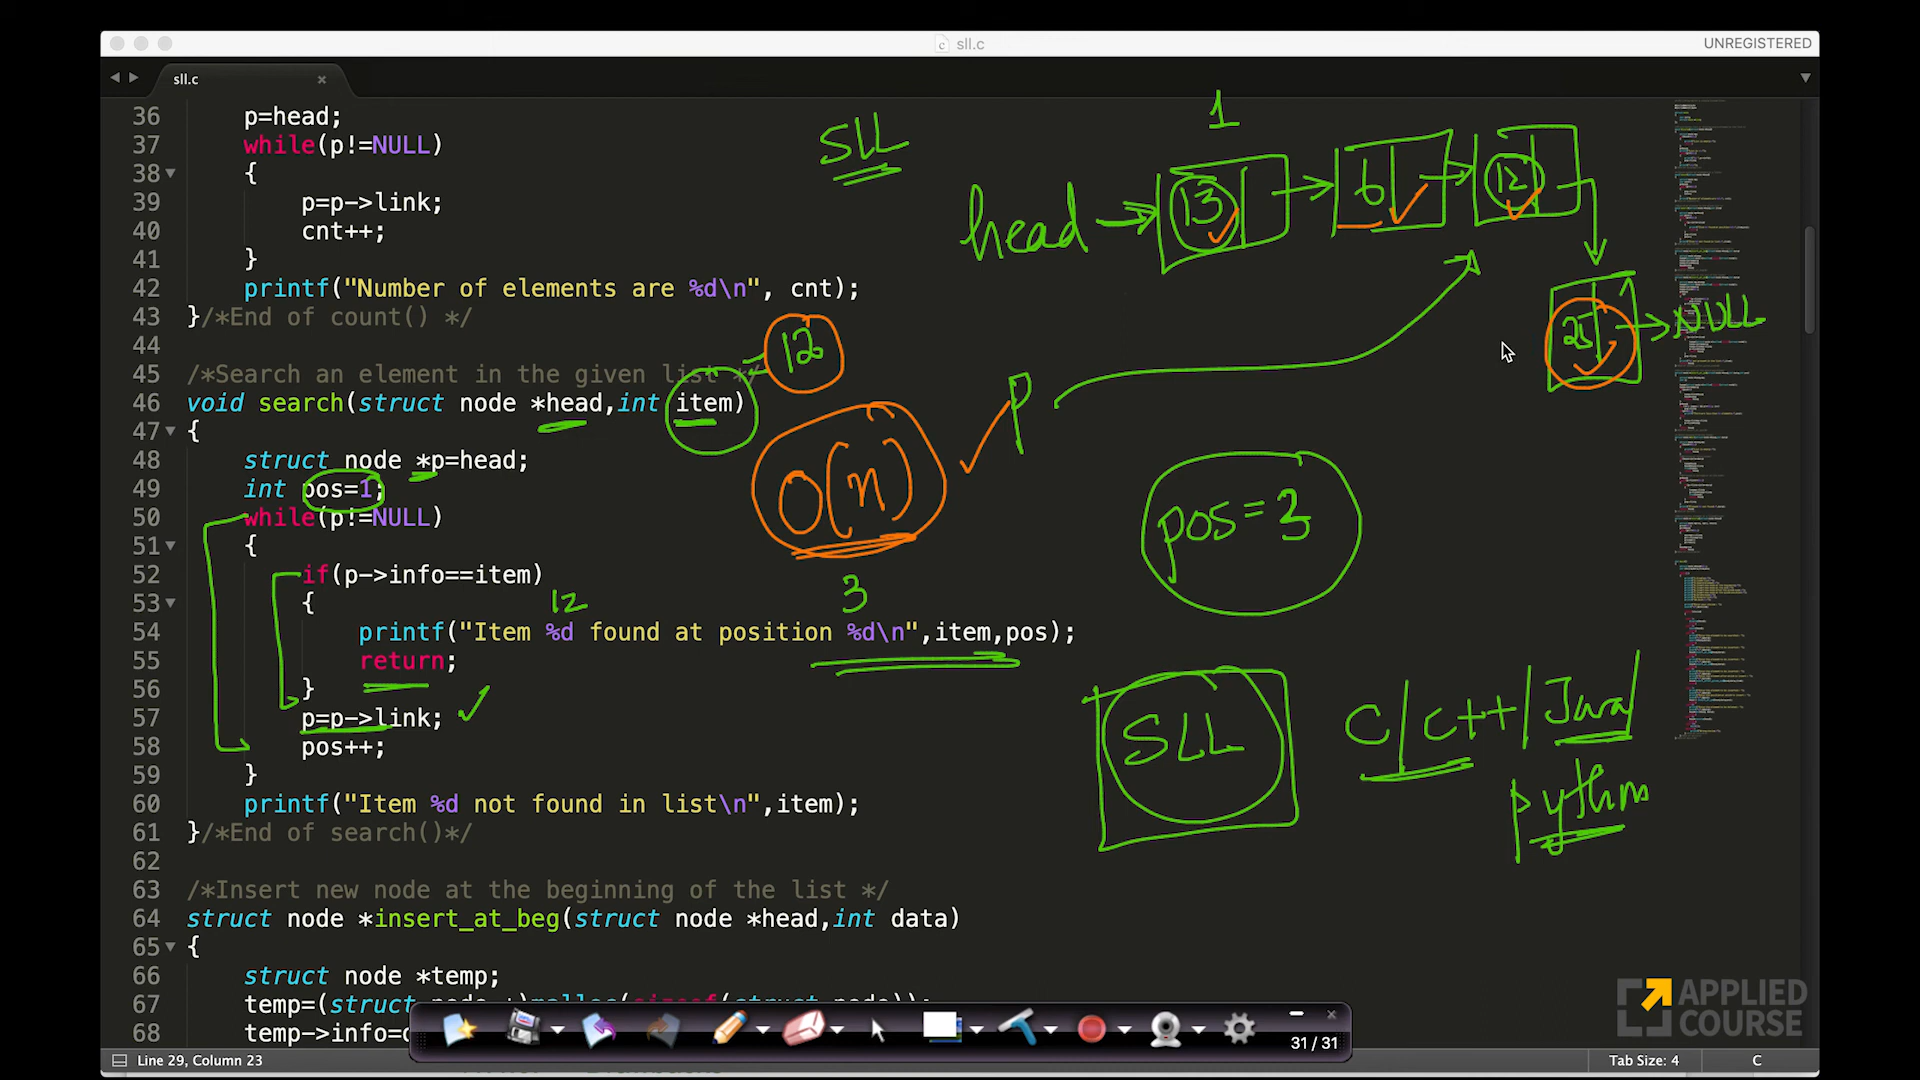 sll.c
UNREGISTERED
sll.c
36 p=head;
37 while(p!=NULL)
38 {
39 p=p->link;
40 cnt++;
41 }
42 printf("Number of elements are %d\n", cnt);
43 }/*End of count() */
44
45 /*Search an element in the given list */
46 void search(struct node *head,int item)
47 {
48 struct node *p=head;
49 int pos=1;
50 while(p!=NULL)
51 {
52 if(p->info==item)
53 {
54 printf("Item %d found at position %d\n",item,pos);
55 return;
56 }
57 p=p->link;
58 pos++;
59 }
60 printf("Item %d not found in list\n",item);
61 }/*End of search()*/
62
63 /*Insert new node at the beginning of the list */
64 struct node *insert_at_beg(struct node *head,int data)
65 {
66 struct node *temp;
67 temp=(struct node *)malloc(sizeof(struct node));
68 temp->info=
SLL
1
head
13
6
12
25
NULL
12
p
O(n)
pos=3
12
3
SLL
C/C++/Java/
python
APPLIED
COURSE
31 / 31
Line 29, Column 23
Tab Size: 4
C